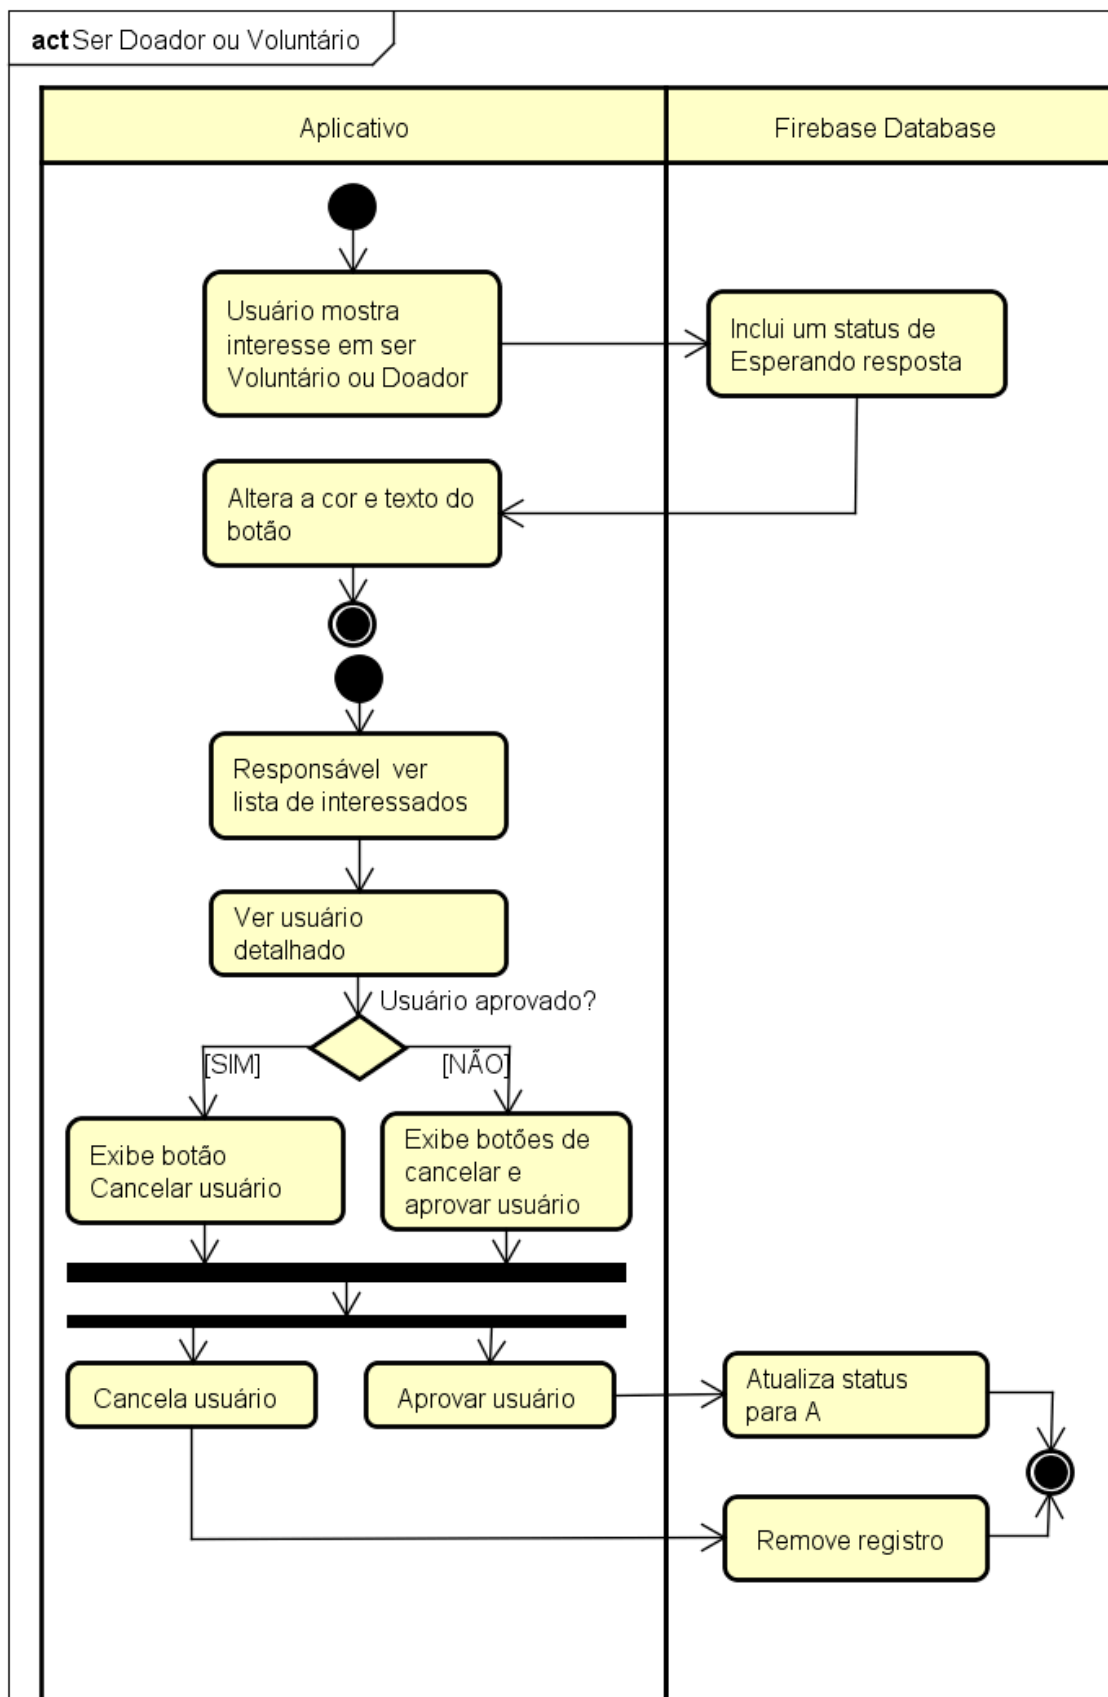 act Ser Doador ou Voluntário
Aplicativo
Firebase Database
Usuário mostra
interesse em ser
Voluntário ou Doador
Inclui um status de
Esperando resposta
Altera a cor e texto do
botão
Responsável ver
lista de interessados
Ver usuário
detalhado
Usuário aprovado?
[SIM]
[NÃO]
Exibe botão
Cancelar usuário
Exibe botões de
cancelar e
aprovar usuário
Cancela usuário
Aprovar usuário
Atualiza status
para A
Remove registro